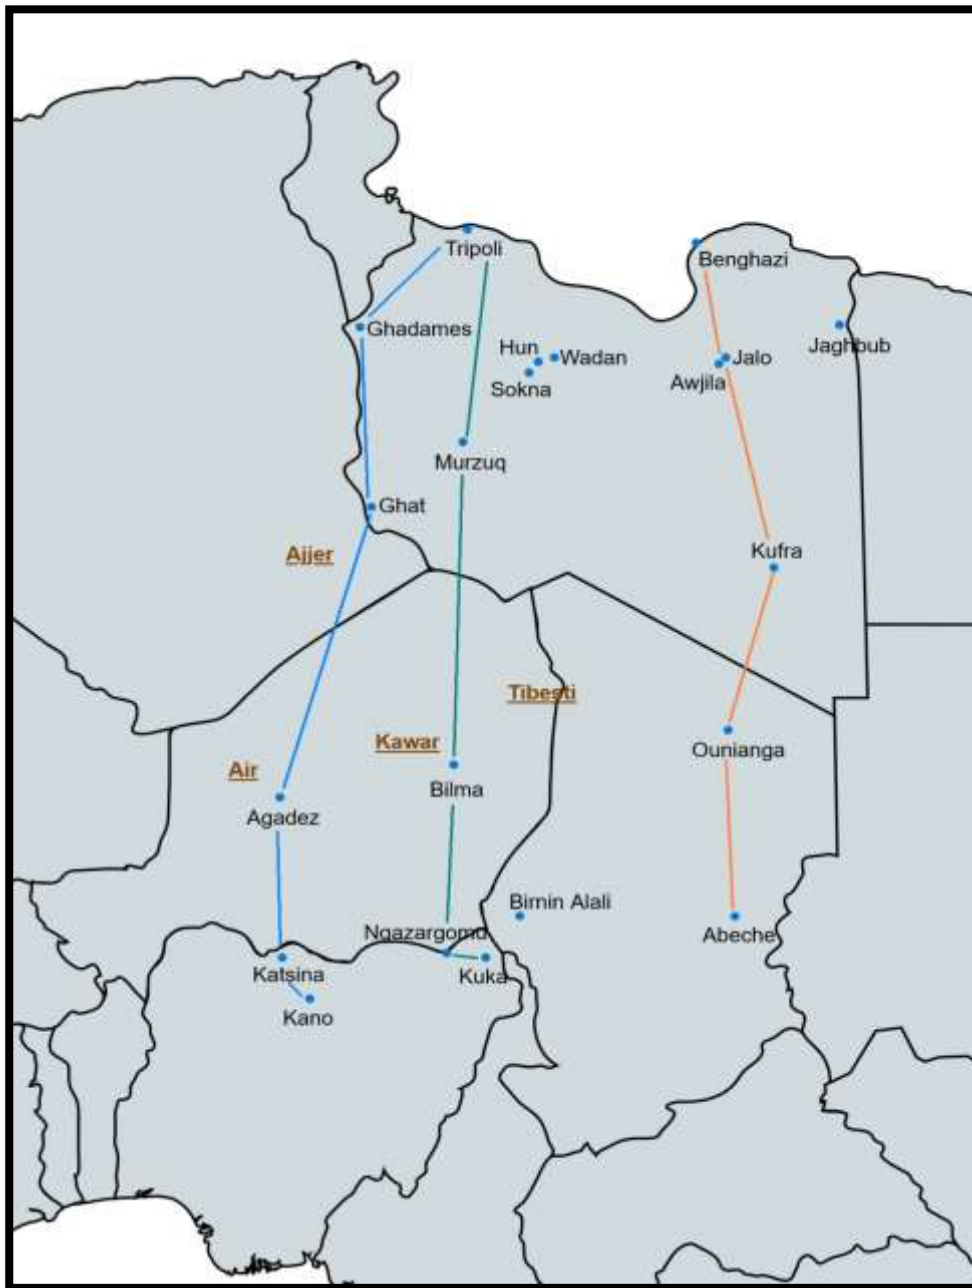 Tripoli
Benghazi
Ghadames
Jaghbub
Hun
Wadan
Jalo
Sokna
Awjila
Murzuq
Ghat
Ajjer
Kufra
Tibesti
Kawar
Ounianga
Air
Bilma
Agadez
Birnin Alali
Ngazargomu
Abeche
Katsina
Kuka
Kano